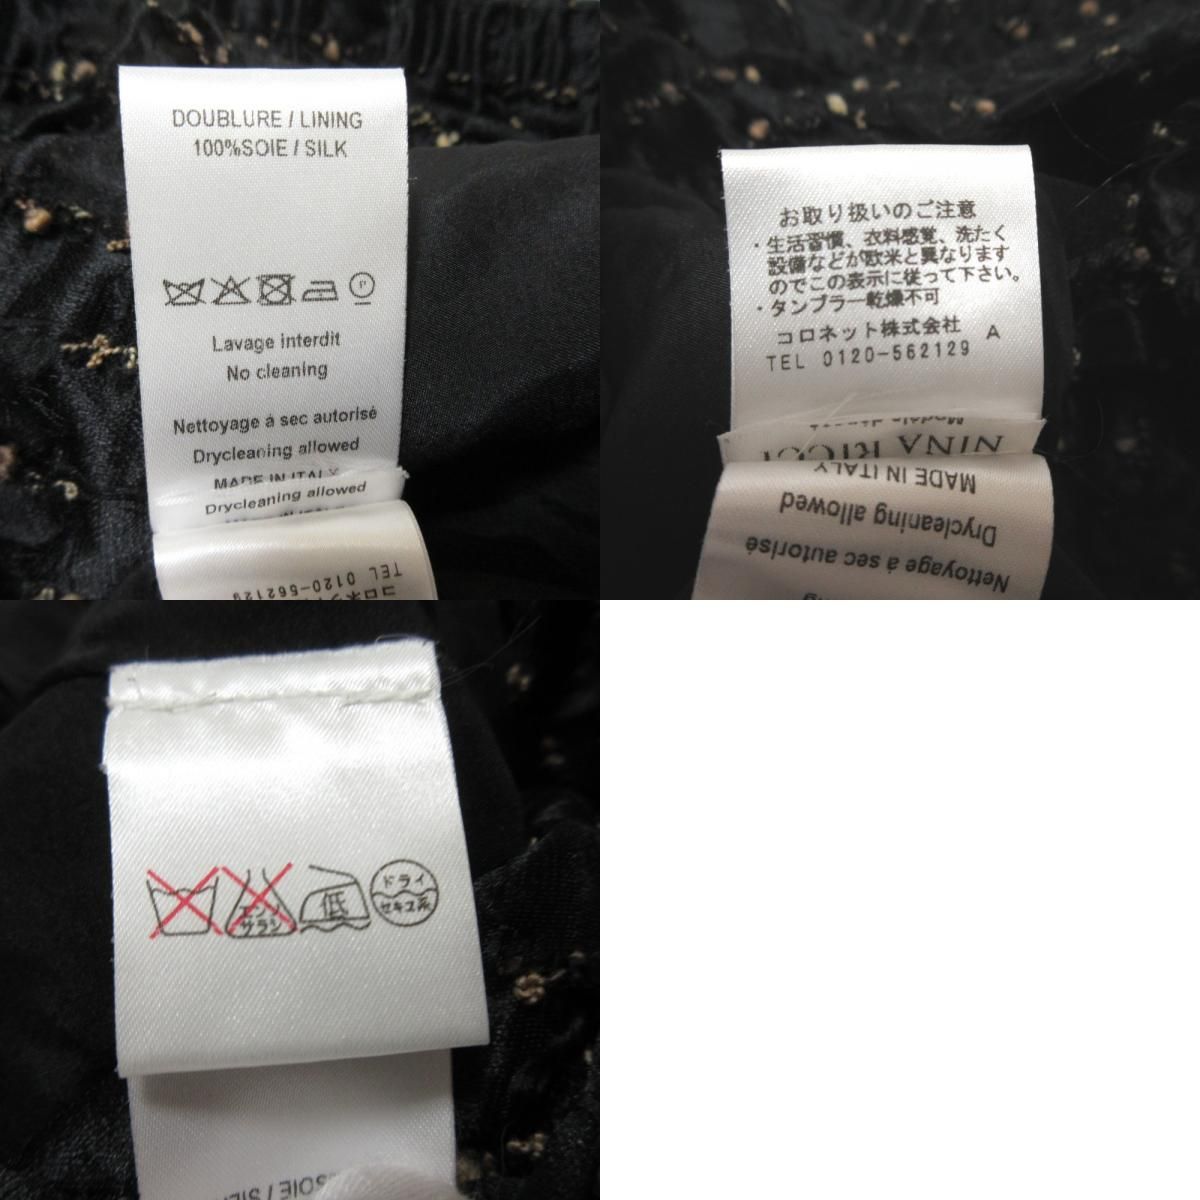 DOUBLURE / LINING
100%SOIE / SILK
P
Lavage interdit
No cleaning
Nettoyage à sec autorisé
Drycleaning allowed
MADE IN ITALY
Drycleaning allowed
TEL 0120-562129
お取り扱いのご注意
・生活習慣、衣料感覚、洗たく
設備などが欧米と異なります
のでこの表示に従って下さい。
・タンブラー乾燥不可
コロネット株式会社 A
TEL 0120-562129
NINA RICCI
MADE IN ITALY
Drycleaning allowed
Nettoyage à sec autorisé
エンソ
サラシ
低
ドライ
セキユ系